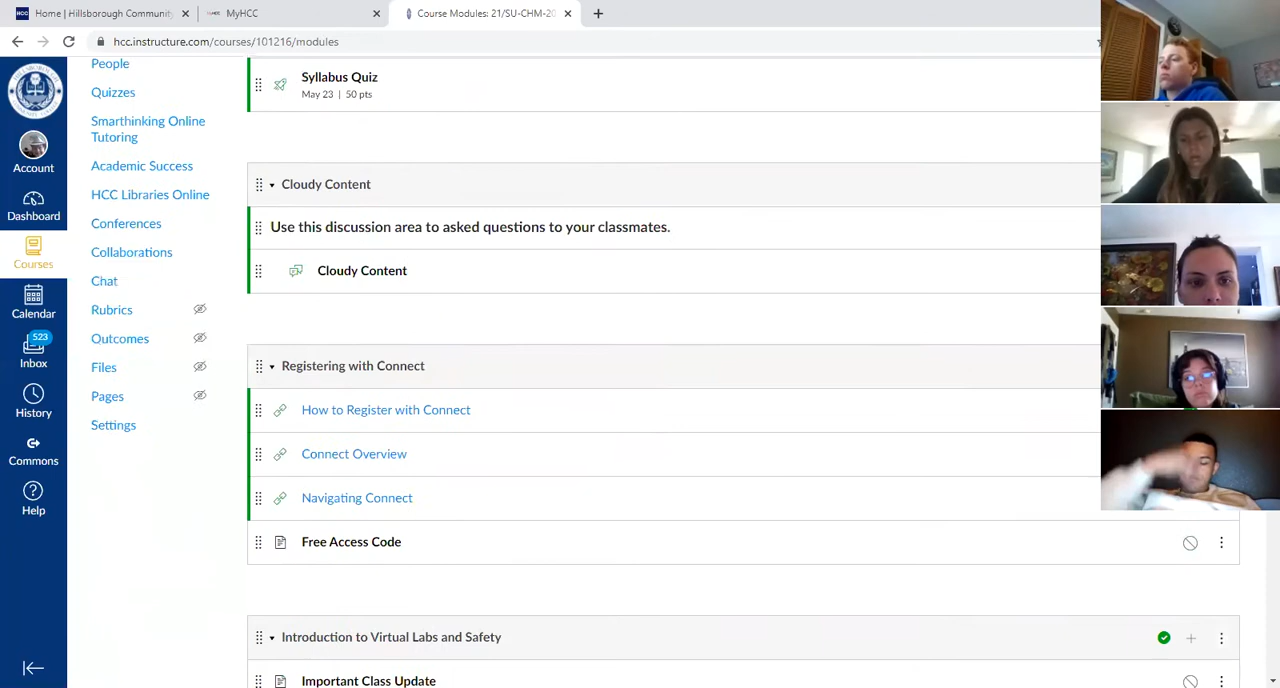 Home | Hillsborough Community
MyHCC
Course Modules: 21/SU-CHM-20
hcc.instructure.com/courses/101216/modules
Account
Dashboard
Courses
Calendar
523
Inbox
History
Commons
Help
People
Quizzes
Smarthinking Online
Tutoring
Academic Success
HCC Libraries Online
Conferences
Collaborations
Chat
Rubrics
Outcomes
Files
Pages
Settings
Syllabus Quiz
May 23 | 50 pts
Cloudy Content
Use this discussion area to asked questions to your classmates.
Cloudy Content
Registering with Connect
How to Register with Connect
Connect Overview
Navigating Connect
Free Access Code
Introduction to Virtual Labs and Safety
Important Class Update